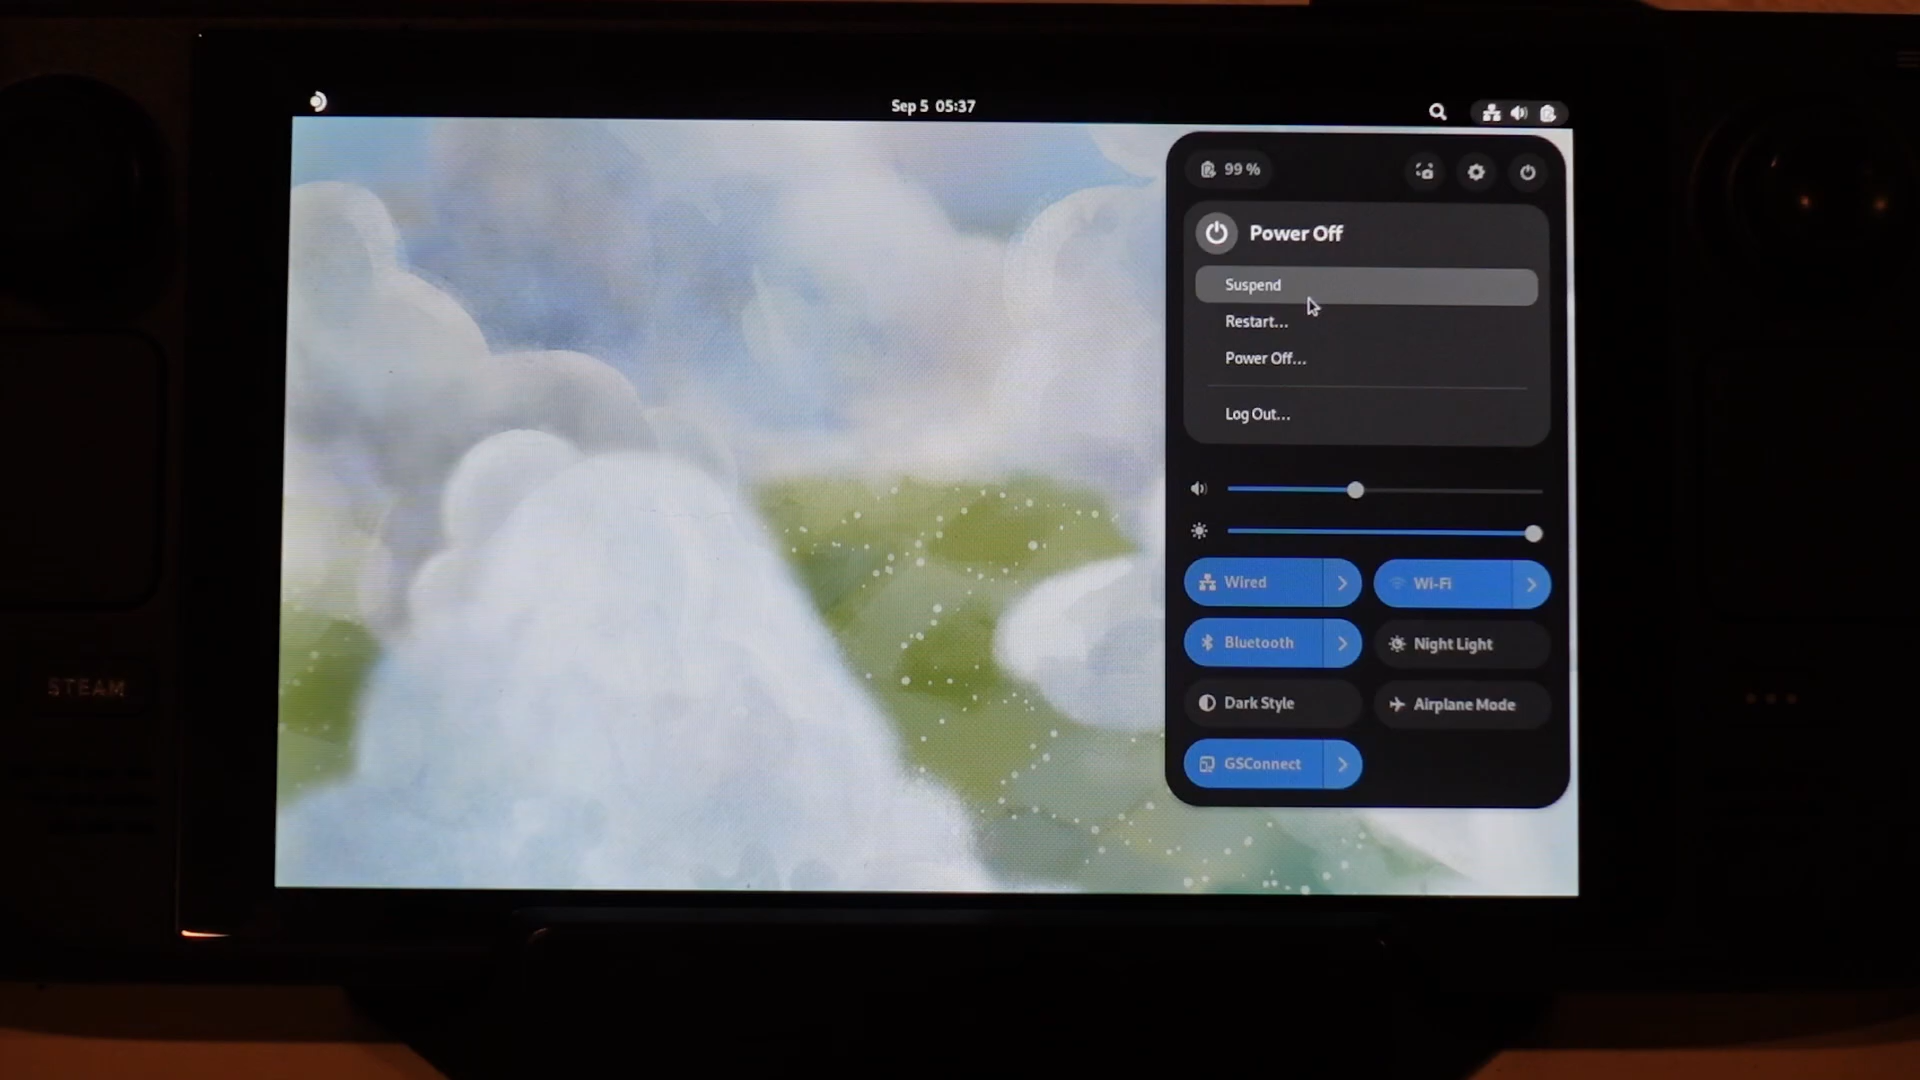 Sep 5 05:37
99 %
Power Off
Suspend
Restart...
Power Off...
Log Out...
Wired
Wi-Fi
Bluetooth
Night Light
Dark Style
Airplane Mode
GSConnect
STEAM